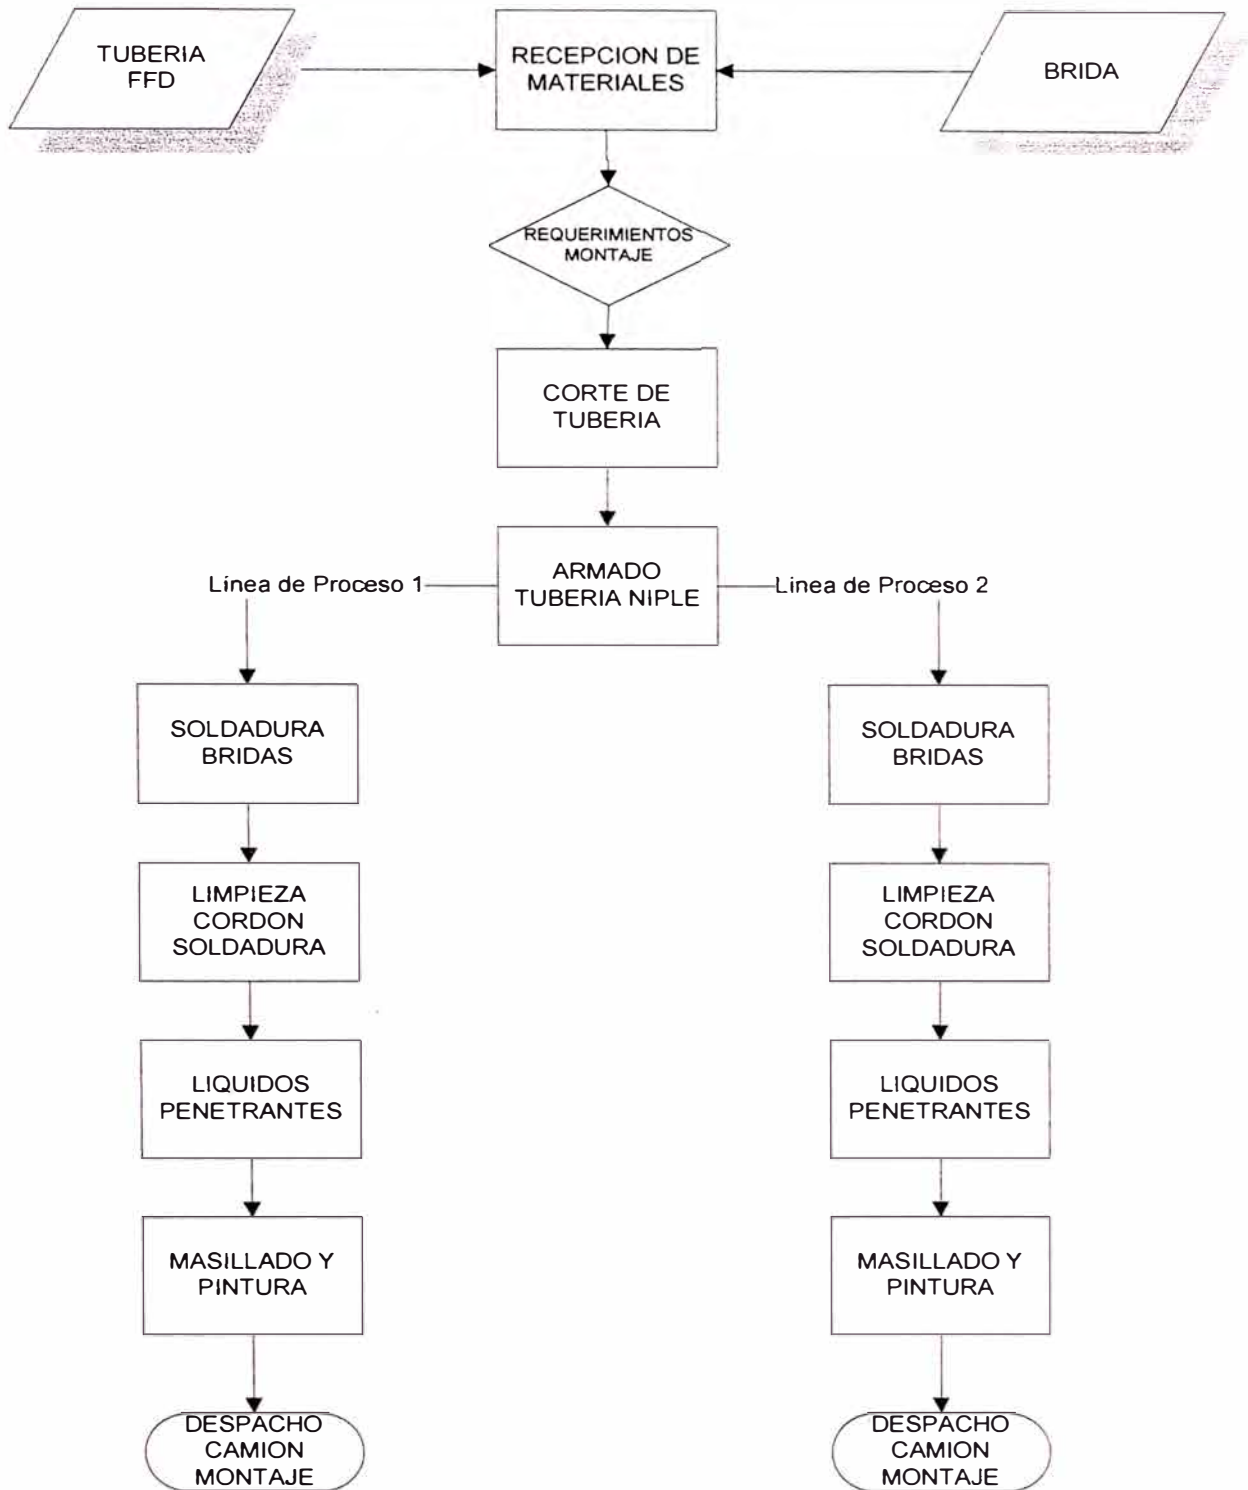 TUBERIA
FFD
RECEPCION DE
MATERIALES
BRIDA
REQUERIMIENTOS
MONTAJE
CORTE DE
TUBERIA
ARMADO
TUBERIA NIPLE
Línea de Proceso 1
Línea de Proceso 2
SOLDADURA
BRIDAS
SOLDADURA
BRIDAS
LIMPIEZA
CORDON
SOLDADURA
LIMPIEZA
CORDON
SOLDADURA
LIQUIDOS
PENETRANTES
LIQUIDOS
PENETRANTES
MASILLADO Y
PINTURA
MASILLADO Y
PINTURA
DESPACHO
CAMION
MONTAJE
DESPACHO
CAMION
MONTAJE